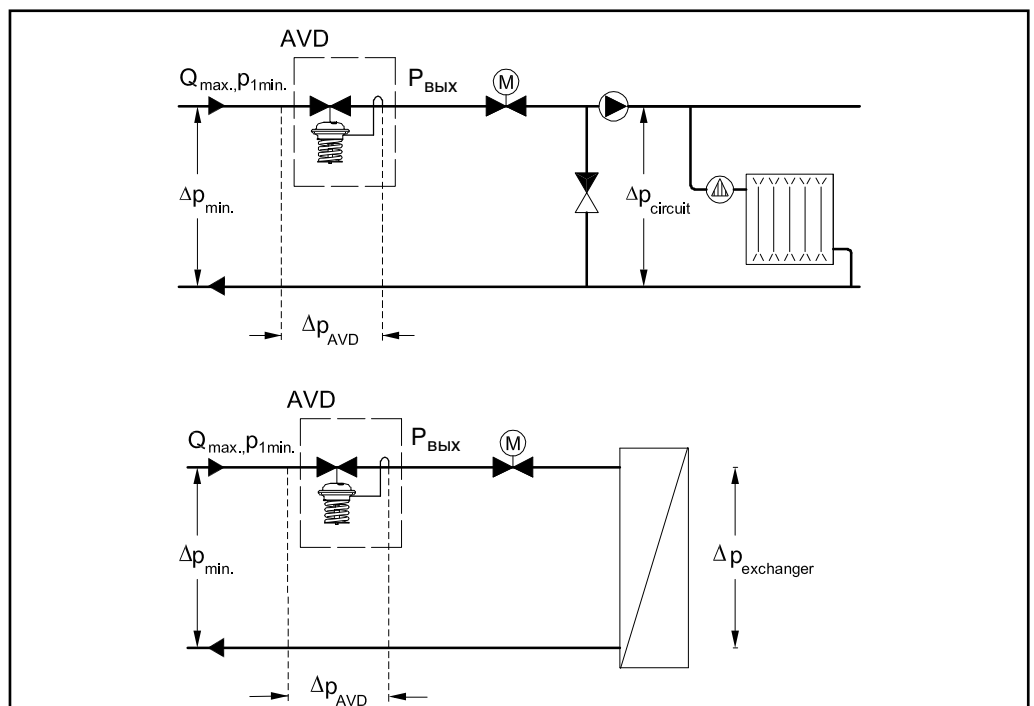 AVD
Qmax.,p1min.
Pвых
M
Δpmin.
Δpcircuit
ΔpAVD
AVD
Qmax.,p1min.
Pвых
M
Δpmin.
Δpexchanger
ΔpAVD